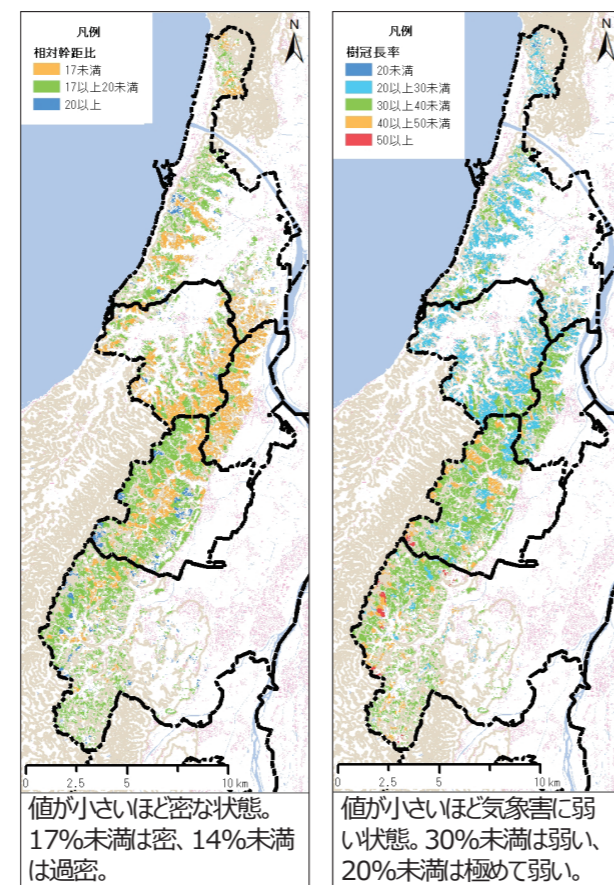 凡例
相対幹距比
17未満
17以上20未満
20以上
N
0 2.5 5 10 km
値が小さいほど密な状態。
17%未満は密、14%未満
は過密。
凡例
樹冠長率
20未満
20以上30未満
30以上40未満
40以上50未満
50以上
N
0 2.5 5 10 km
値が小さいほど気象害に弱
い状態。30%未満は弱い、
20%未満は極めて弱い。